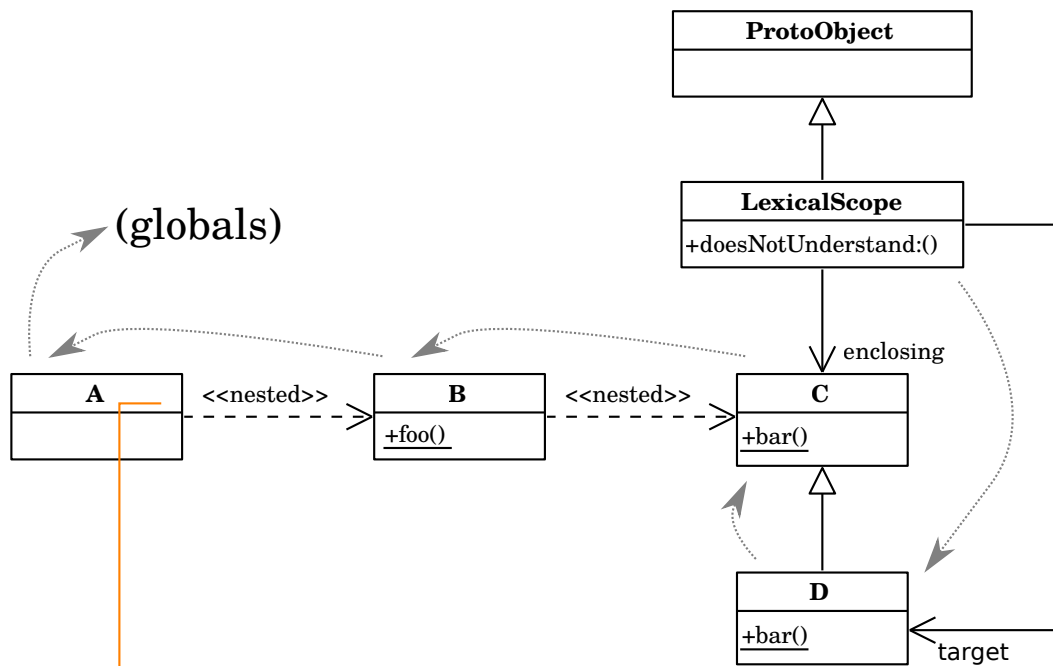 ProtoObject
LexicalScope
+doesNotUnderstand:()
(globals)
enclosing
A
<<nested>>
B
+foo()
<<nested>>
C
+bar()
D
+bar()
target